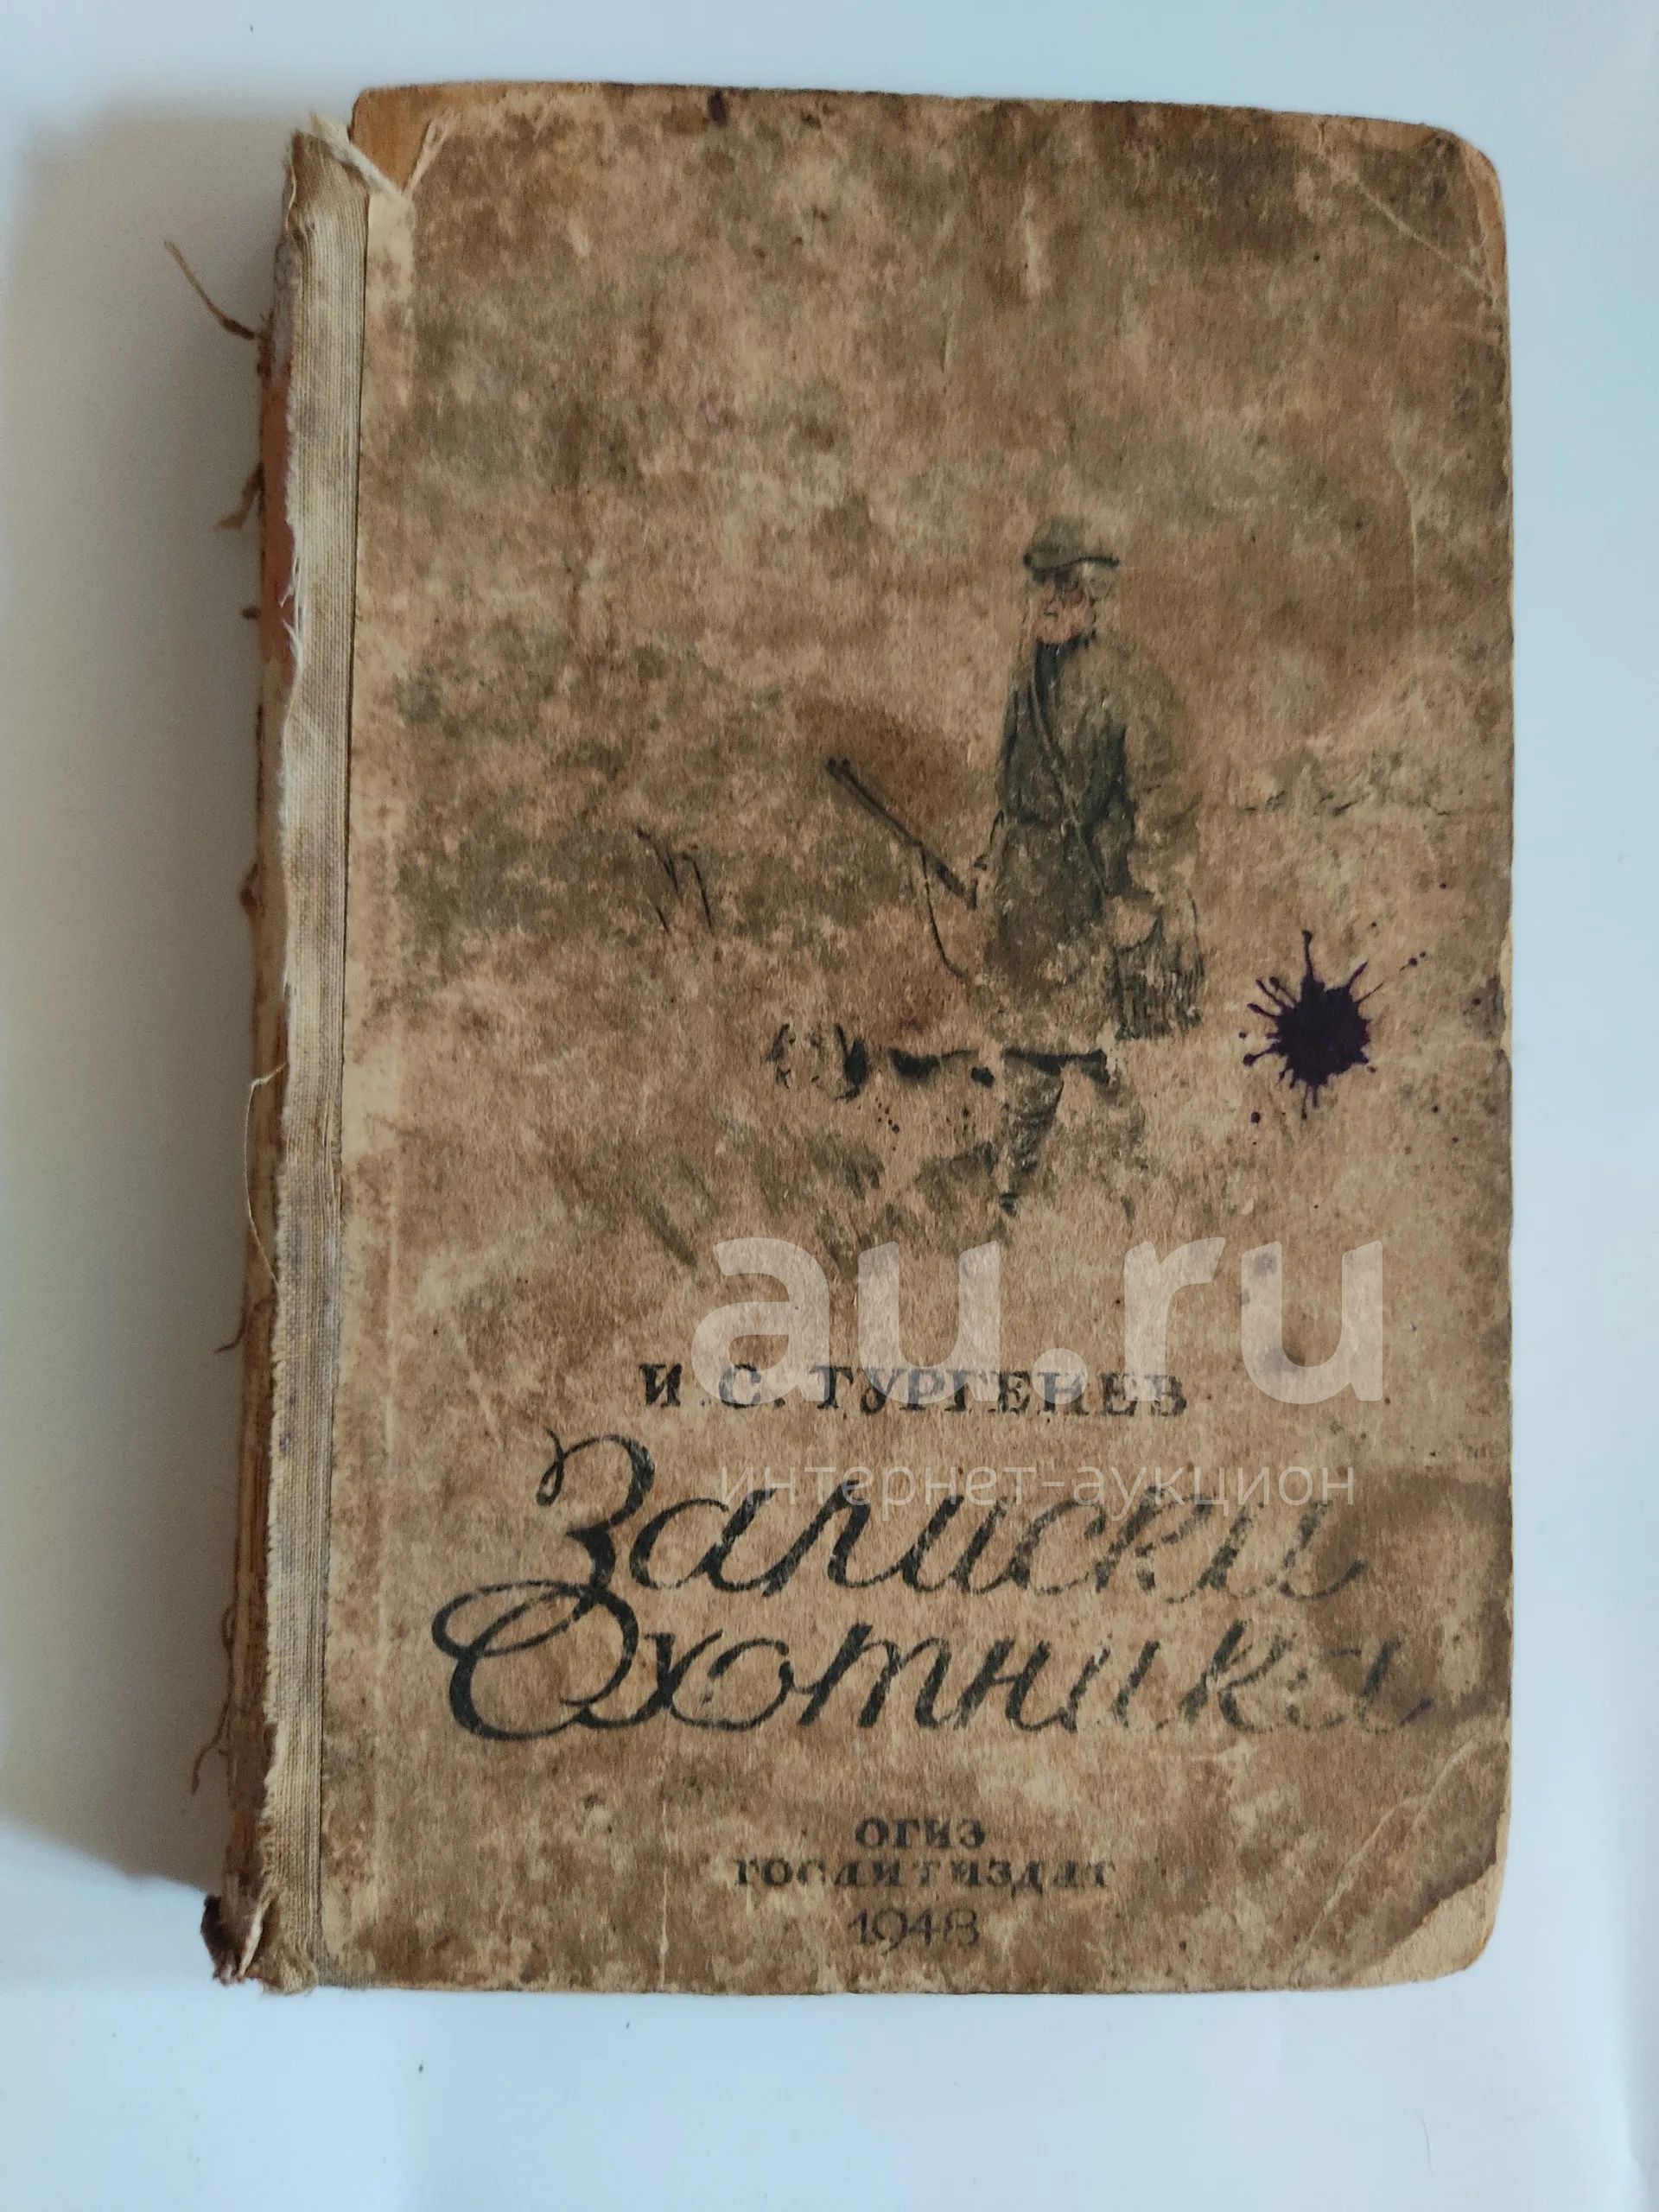 au.ru
И. С. ТУРГЕНЕВ
интернет-аукцион
Записки
Охотника
ОГИЗ
ГОСЛИТИЗДАТ
1948